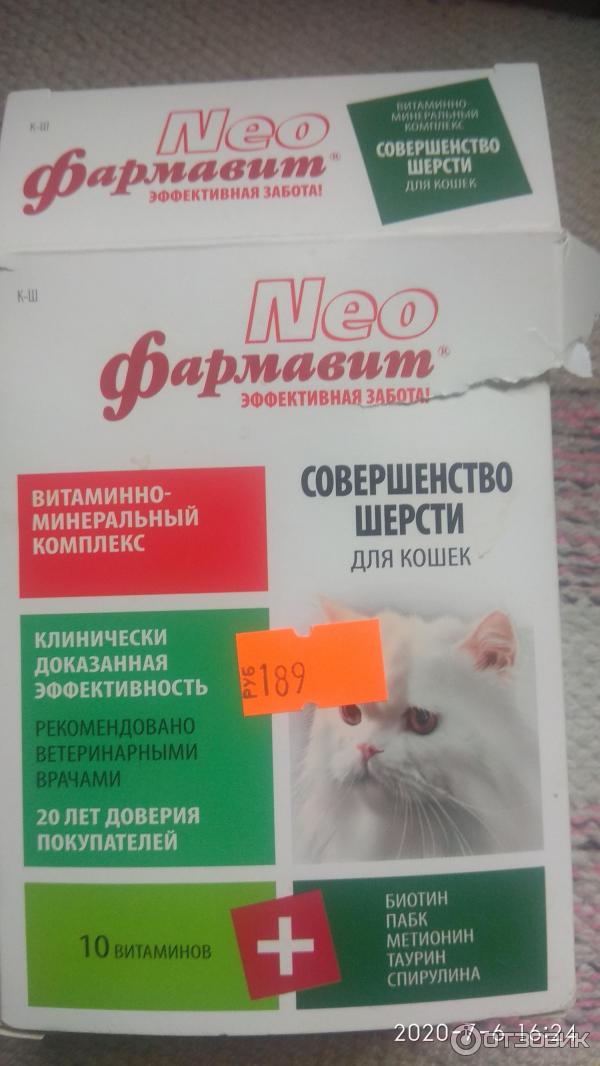 К-Ш
Neo
Фармавит®
ЭФФЕКТИВНАЯ ЗАБОТА!
ВИТАМИННО-
МИНЕРАЛЬНЫЙ
КОМПЛЕКС
СОВЕРШЕНСТВО
ШЕРСТИ
ДЛЯ КОШЕК
К-Ш
Neo
Фармавит®
ЭФФЕКТИВНАЯ ЗАБОТА!
ВИТАМИННО-
МИНЕРАЛЬНЫЙ
КОМПЛЕКС
СОВЕРШЕНСТВО
ШЕРСТИ
ДЛЯ КОШЕК
КЛИНИЧЕСКИ
ДОКАЗАННАЯ
ЭФФЕКТИВНОСТЬ
РЕКОМЕНДОВАНО
ВЕТЕРИНАРНЫМИ
ВРАЧАМИ
20 ЛЕТ ДОВЕРИЯ
ПОКУПАТЕЛЕЙ
РУБ 189
10 ВИТАМИНОВ
БИОТИН
ПАБК
МЕТИОНИН
ТАУРИН
СПИРУЛИНА
2020-7-6 16:24
ОТЗОВИК